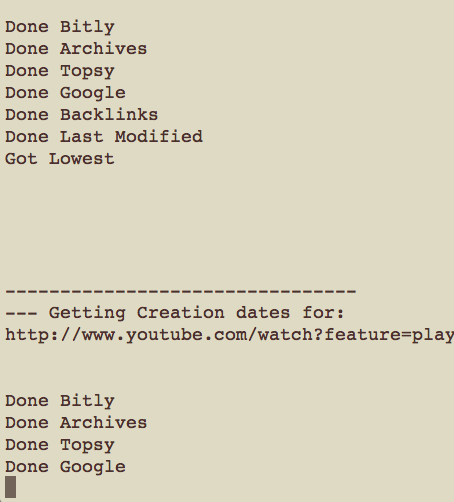 Done Bitly
Done Archives
Done Topsy
Done Google
Done Backlinks
Done Last Modified
Got Lowest
--------------------------------
--- Getting Creation dates for:
http://www.youtube.com/watch?feature=play
Done Bitly
Done Archives
Done Topsy
Done Google